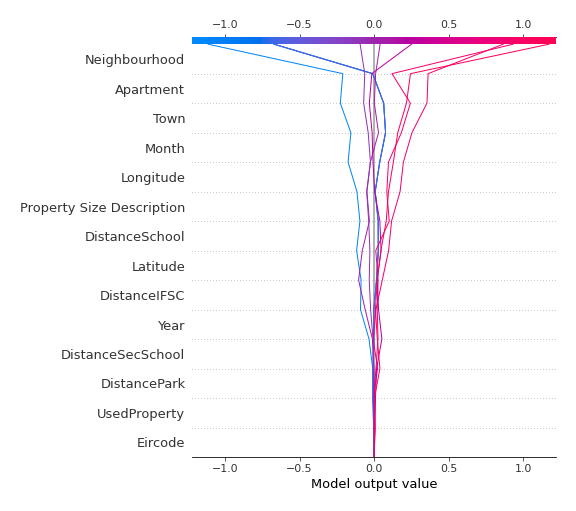 −1.0 −0.5 0.0 0.5 1.0
Neighbourhood
Apartment
Town
Month
Longitude
Property Size Description
DistanceSchool
Latitude
DistanceIFSC
Year
DistanceSecSchool
DistancePark
UsedProperty
Eircode
−1.0 −0.5 0.0 0.5 1.0
Model output value